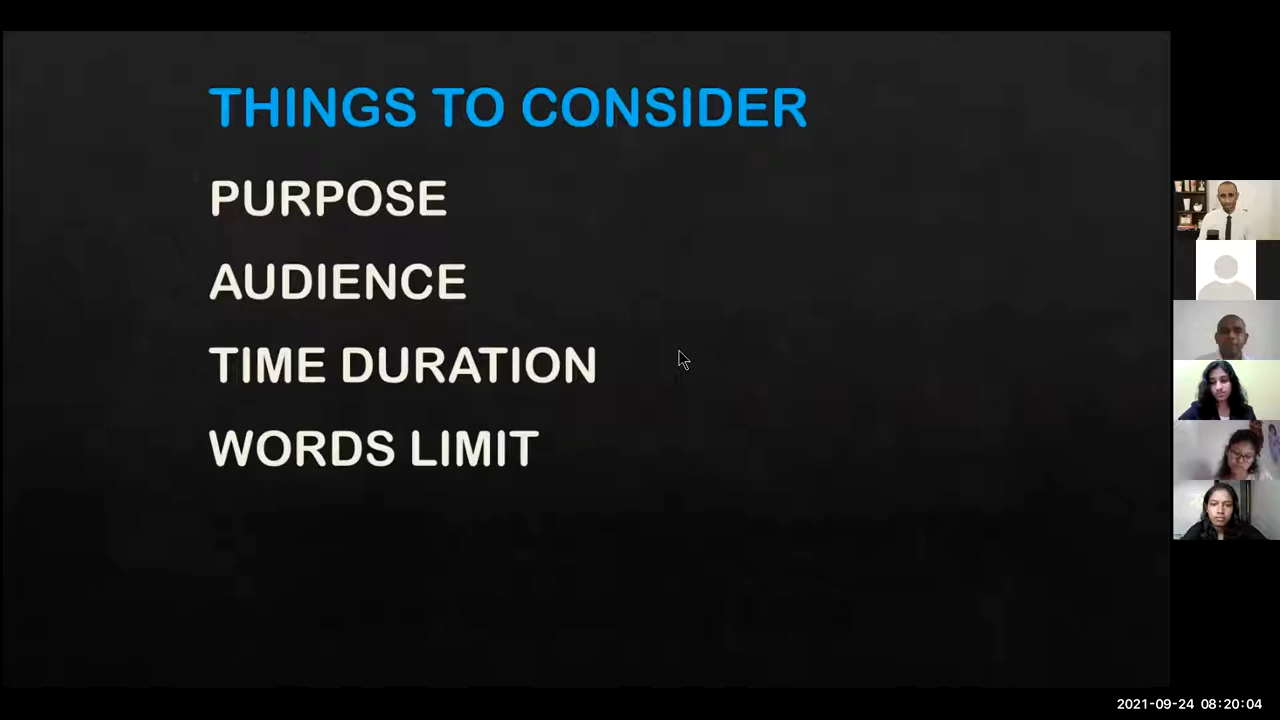 THINGS TO CONSIDER
PURPOSE
AUDIENCE
TIME DURATION
WORDS LIMIT
2021-09-24 08:20:04